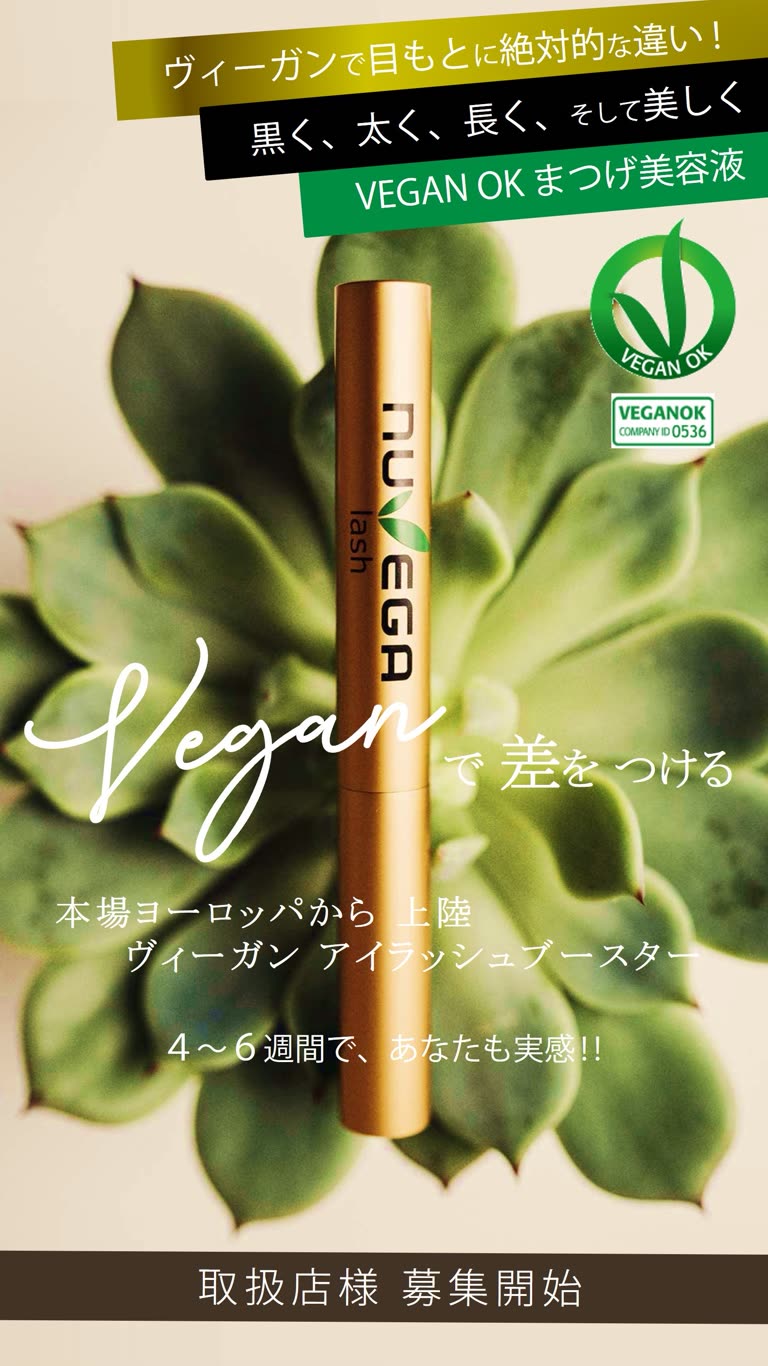 ヴィーガンで目もとに絶対的な違い!
黒く、太く、長く、そして美しく
VEGAN OK まつげ美容液
VEGAN OK
VEGANOK
COMPANY ID 0536
nuVEGA
lash
Vegan で 差を つける
本場ヨーロッパから 上陸
ヴィーガン アイラッシュブースター
4〜6週間で、あなたも実感!!
取扱店様 募集開始